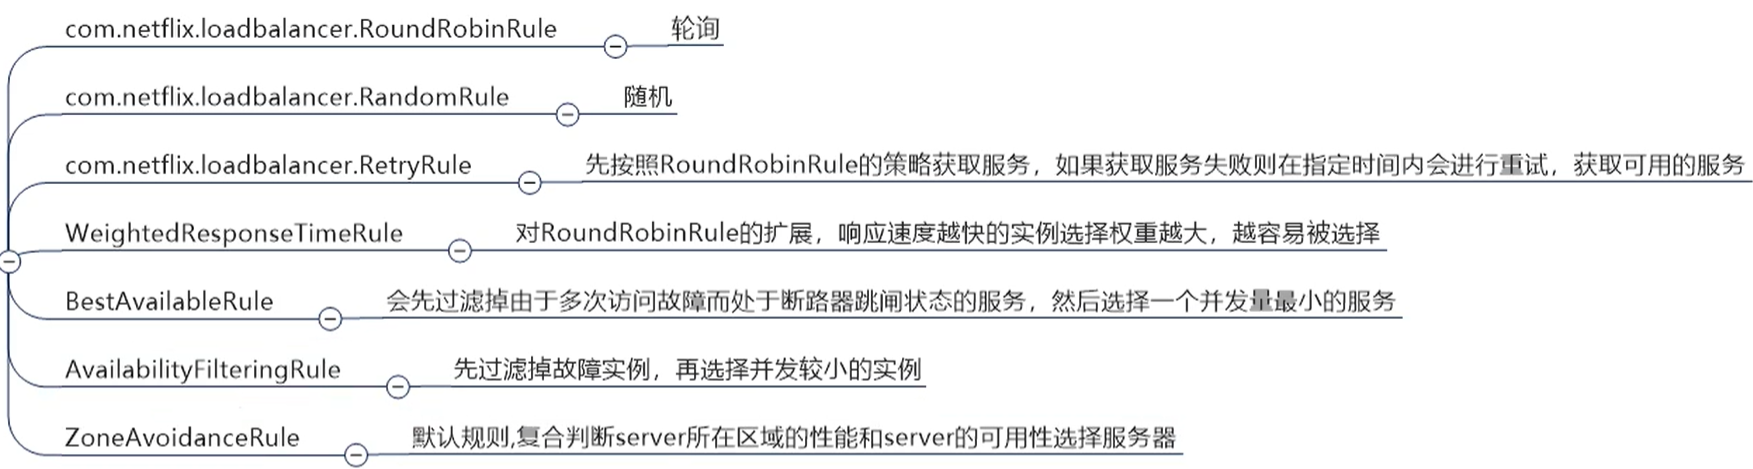 com.netflix.loadbalancer.RoundRobinRule 轮询
com.netflix.loadbalancer.RandomRule 随机
com.netflix.loadbalancer.RetryRule 先按照RoundRobinRule的策略获取服务，如果获取服务失败则在指定时间内会进行重试，获取可用的服务
WeightedResponseTimeRule 对RoundRobinRule的扩展，响应速度越快的实例选择权重越大，越容易被选择
BestAvailableRule 会先过滤掉由于多次访问故障而处于断路器跳闸状态的服务，然后选择一个并发量最小的服务
AvailabilityFilteringRule 先过滤掉故障实例，再选择并发较小的实例
ZoneAvoidanceRule 默认规则,复合判断server所在区域的性能和server的可用性选择服务器